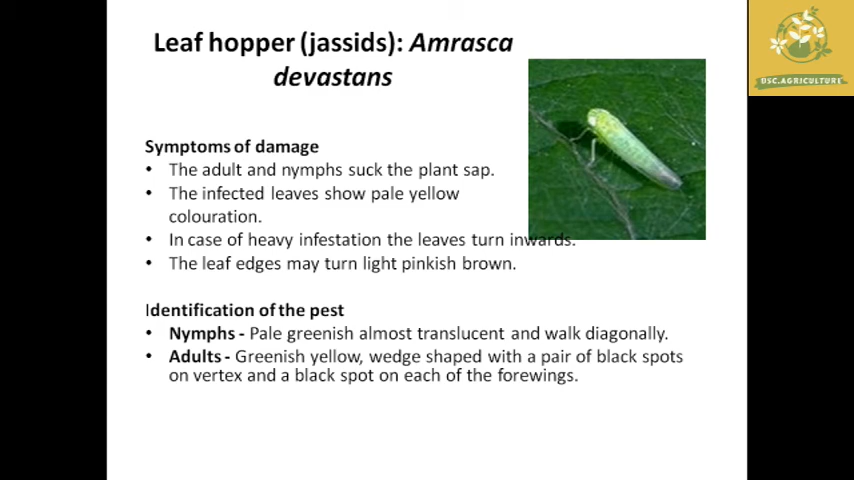 Leaf hopper (jassids): Amrasca
devastans
DSC.AGRICULTURE
Symptoms of damage
• The adult and nymphs suck the plant sap.
• The infected leaves show pale yellow
colouration.
• In case of heavy infestation the leaves turn inwards.
• The leaf edges may turn light pinkish brown.
Identification of the pest
• Nymphs - Pale greenish almost translucent and walk diagonally.
• Adults - Greenish yellow, wedge shaped with a pair of black spots
on vertex and a black spot on each of the forewings.